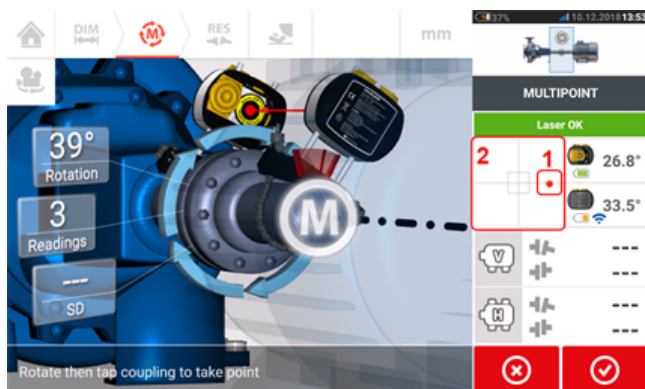 DIM
RES
mm
37%
10.12.2018 13:53
MULTIPOINT
Laser OK
39°
Rotation
3
Readings
---
SD
M
2
1
26.8°
33.5°
V
---
---
H
---
---
Rotate then tap coupling to take point